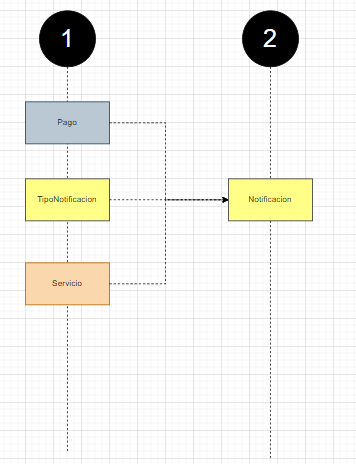 1
2
Pago
TipoNotificacion
Notificacion
Servicio